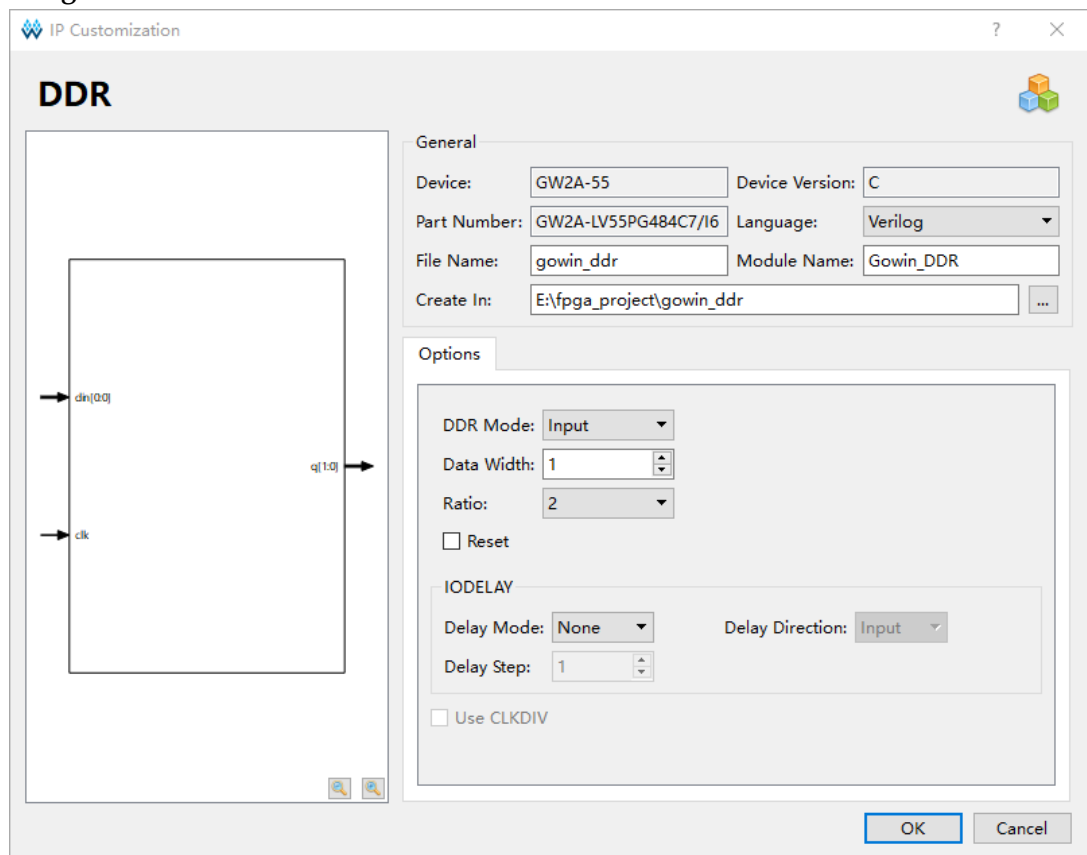 IP Customization ? ×
DDR
General
Device: GW2A-55 Device Version: C
Part Number: GW2A-LV55PG484C7/I6 Language: Verilog
File Name: gowin_ddr Module Name: Gowin_DDR
Create In: E:\fpga_project\gowin_ddr ...
Options
din[0:0]
q[1:0]
clk
DDR Mode: Input
Data Width: 1
Ratio: 2
Reset
IODELAY
Delay Mode: None Delay Direction: Input
Delay Step: 1
Use CLKDIV
OK Cancel